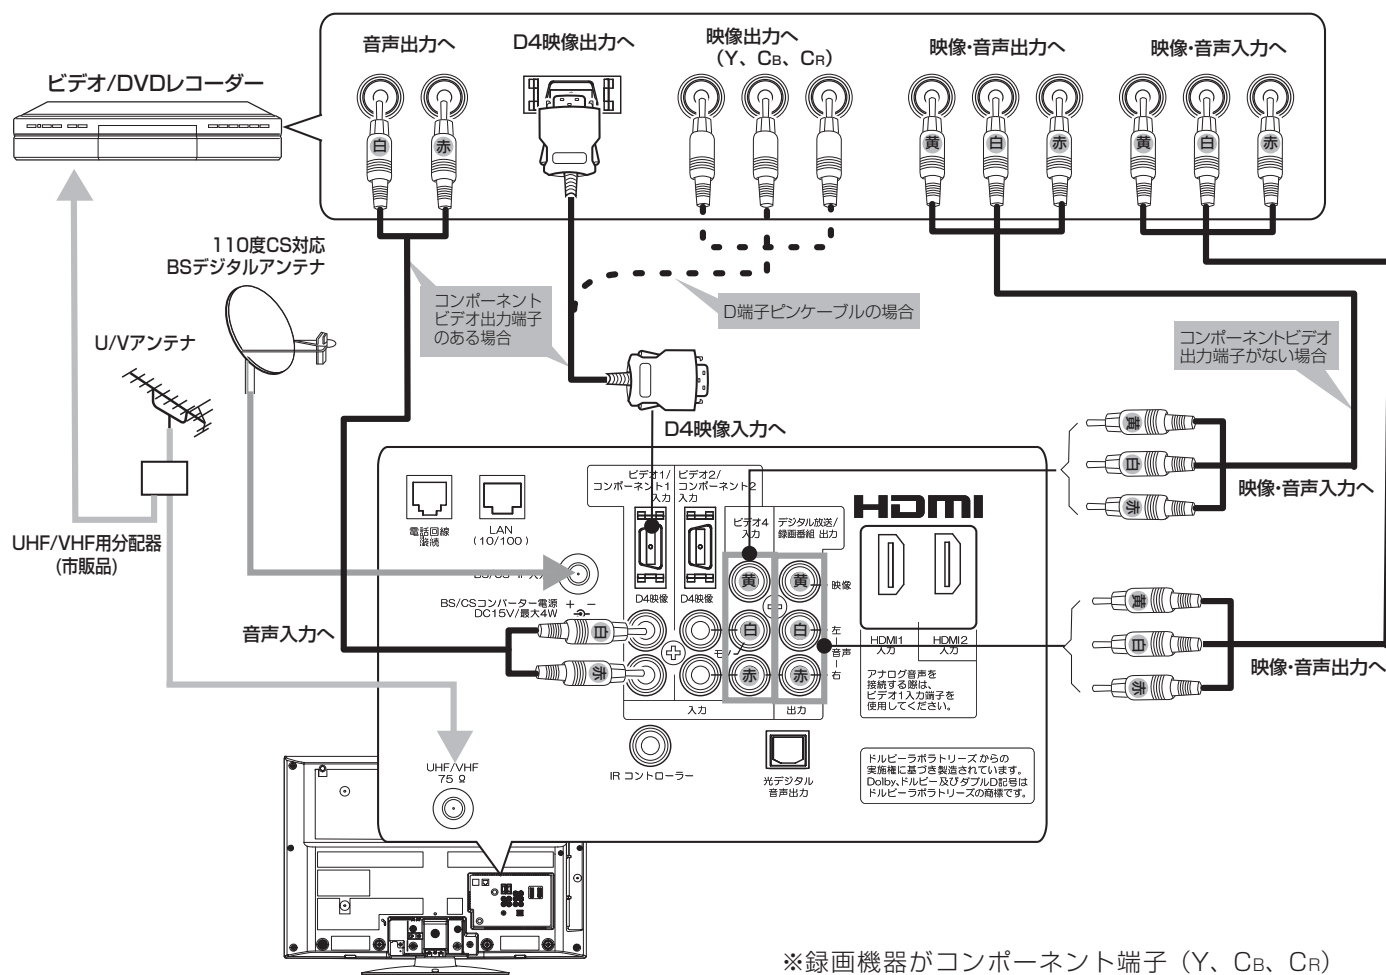 音声出力へ
D4映像出力へ
映像出力へ
(Y、CB、CR)
映像・音声出力へ
映像・音声入力へ
ビデオ/DVDレコーダー
白
赤
黄
白
赤
黄
白
赤
110度CS対応
BSデジタルアンテナ
コンポーネント
ビデオ出力端子
のある場合
D端子ピンケーブルの場合
コンポーネントビデオ
出力端子がない場合
U/Vアンテナ
D4映像入力へ
UHF/VHF用分配器
(市販品)
電話回線
接続
LAN
(10/100)
ビデオ1/
コンポーネント1
入力
ビデオ2/
コンポーネント2
入力
ビデオ4
入力
デジタル放送/
録画番組 出力
HDMI
黄
白
赤
映像・音声入力へ
BS/CS
BS/CSコンバーター電源
DC15V/最大4W
+ −
D4映像
D4映像
黄
黄
映像
音声入力へ
白
赤
白
白
モノ
赤
赤
左
音声
右
入力
出力
HDMI1
入力
HDMI2
入力
アナログ音声を
接続する際は、
ビデオ1入力端子を
使用してください。
黄
白
赤
映像・音声出力へ
UHF/VHF
75 Ω
IR コントローラー
光デジタル
音声出力
ドルビーラボラトリーズ からの
実施権に基づき製造されています。
Dolby、ドルビー及びダブルD記号は
ドルビーラボラトリーズの商標です。
※録画機器がコンポーネント端子（Y、CB、CR）